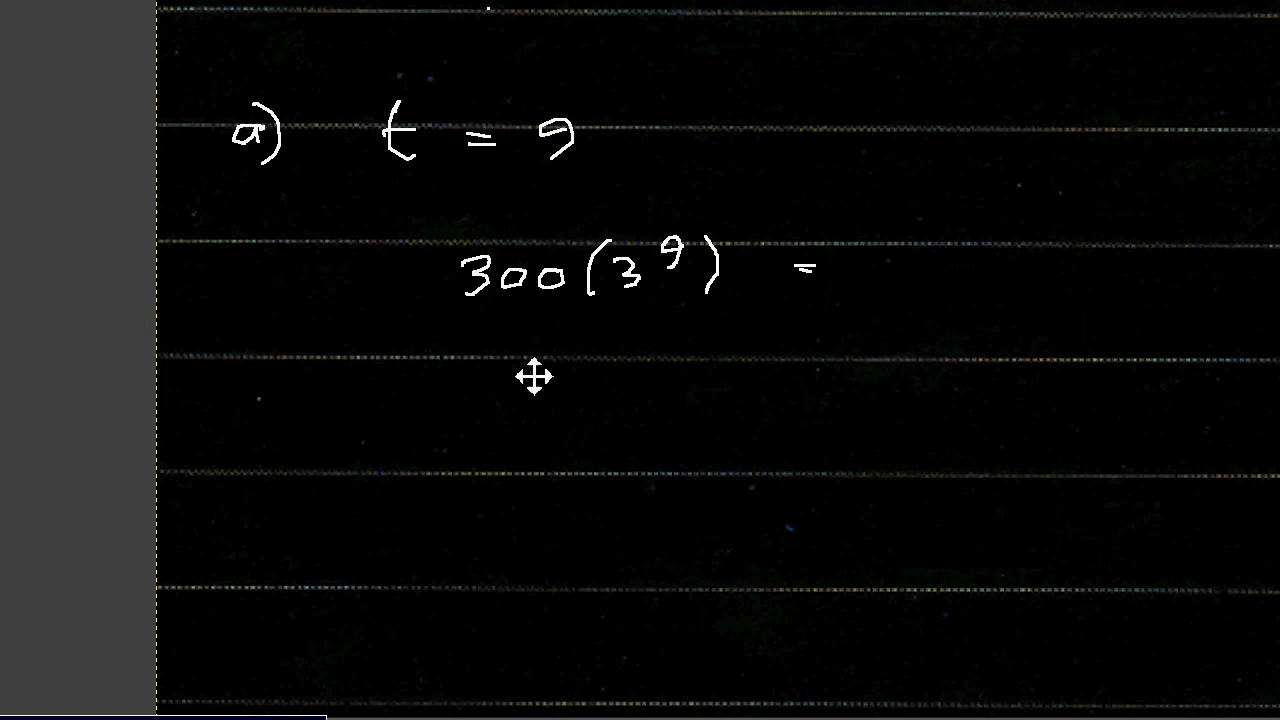 a) t = 9
300(3^9) =